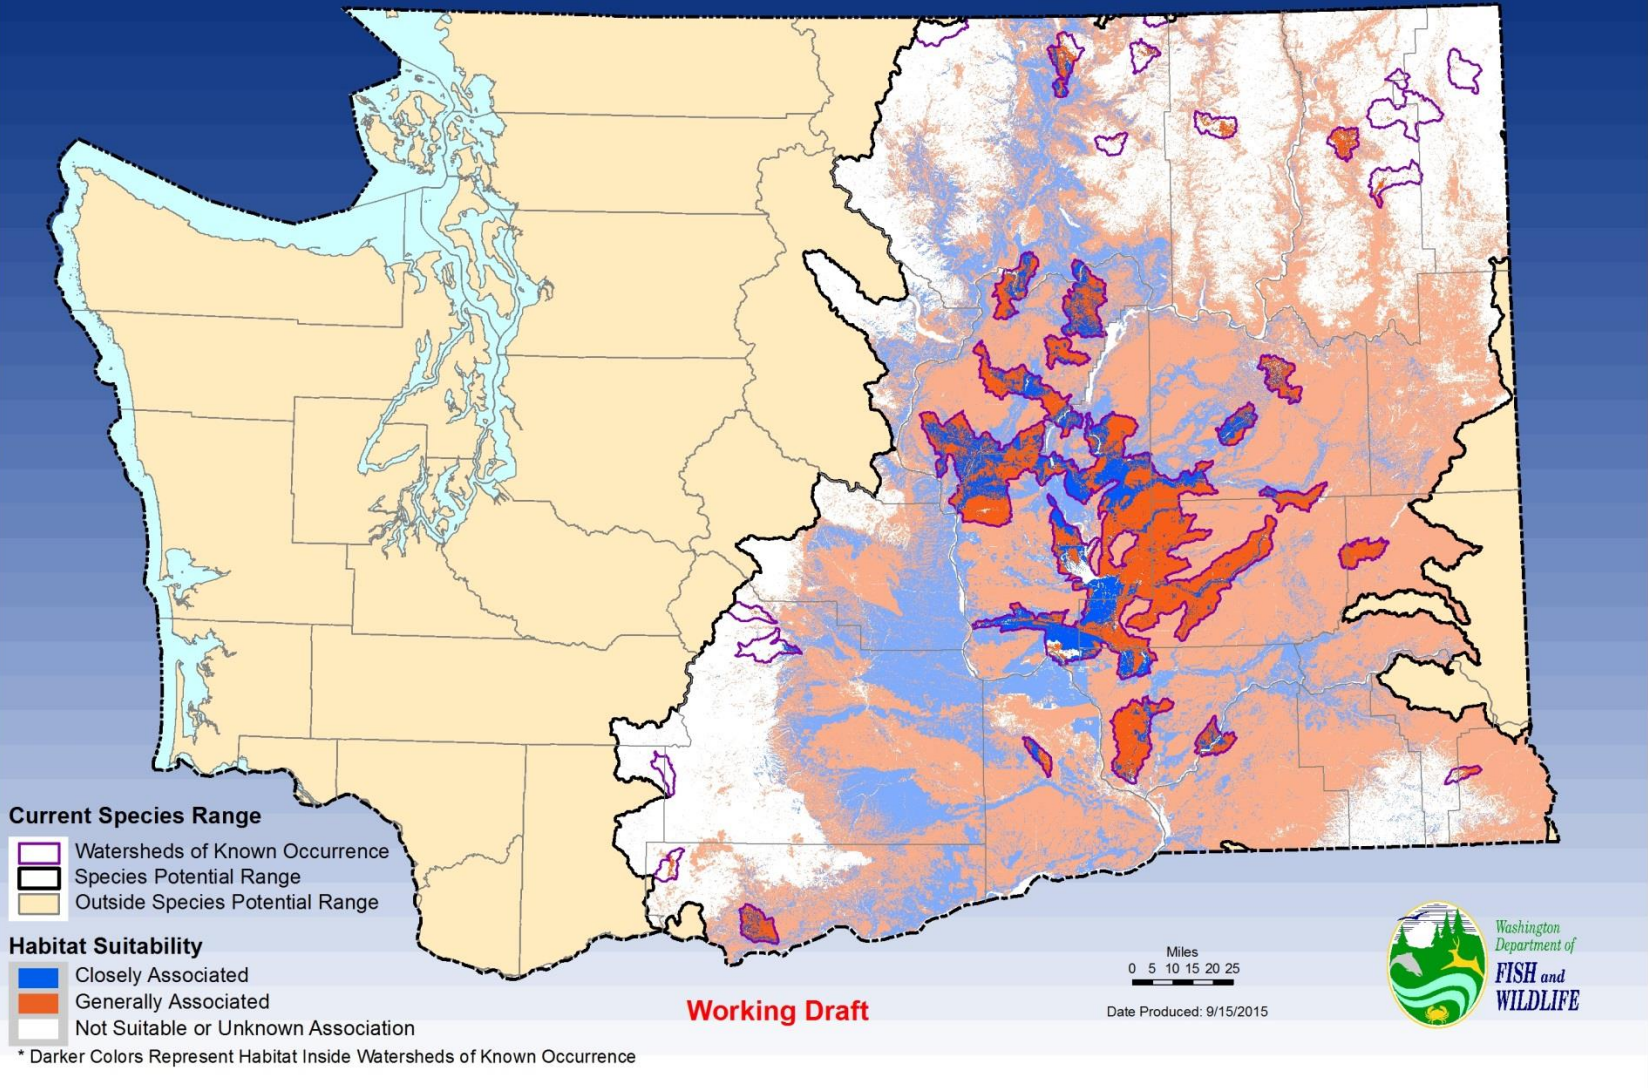 Current Species Range
Watersheds of Known Occurrence
Species Potential Range
Outside Species Potential Range
Habitat Suitability
Closely Associated
Generally Associated
Not Suitable or Unknown Association
* Darker Colors Represent Habitat Inside Watersheds of Known Occurrence
Working Draft
Miles
0 5 10 15 20 25
Date Produced: 9/15/2015
Washington
Department of
FISH and
WILDLIFE